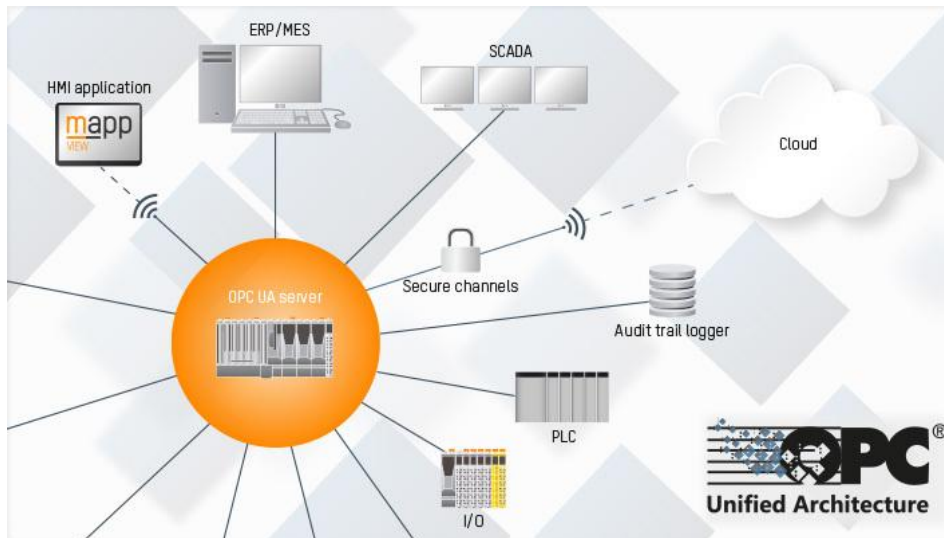 ERP/MES
SCADA
HMI application
mapp
VIEW
Cloud
Secure channels
OPC UA server
Audit trail logger
PLC
I/O
OPC®
Unified Architecture